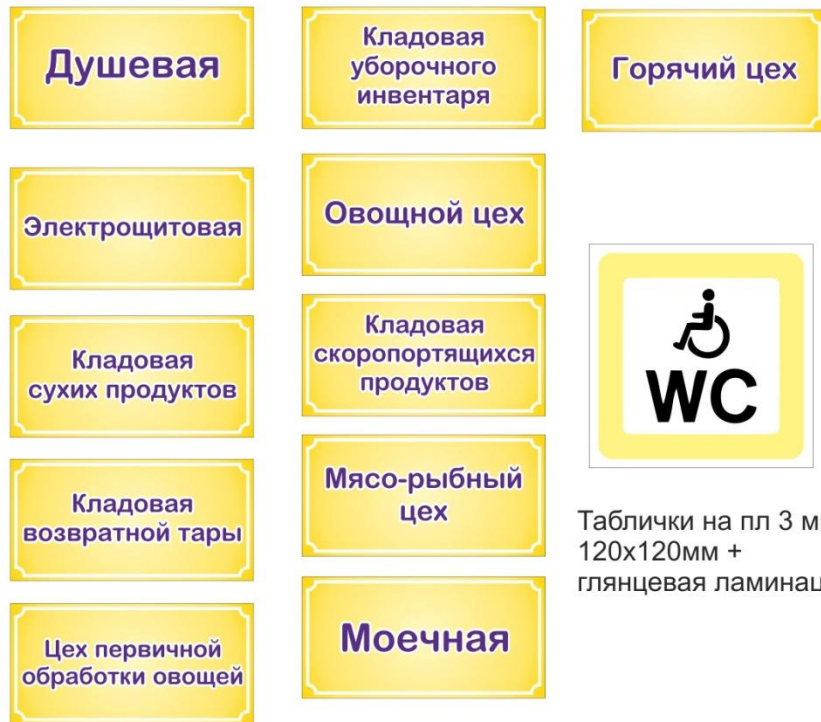 Душевая
Электрощитовая
Кладовая
сухих продуктов
Кладовая
возвратной тары
Цех первичной
обработки овощей
Кладовая
уборочного
инвентаря
Овощной цех
Кладовая
скоропортящихся
продуктов
Мясо-рыбный
цех
Моечная
Горячий цех
WC
Таблички на пл 3
120х120мм +
глянцевая